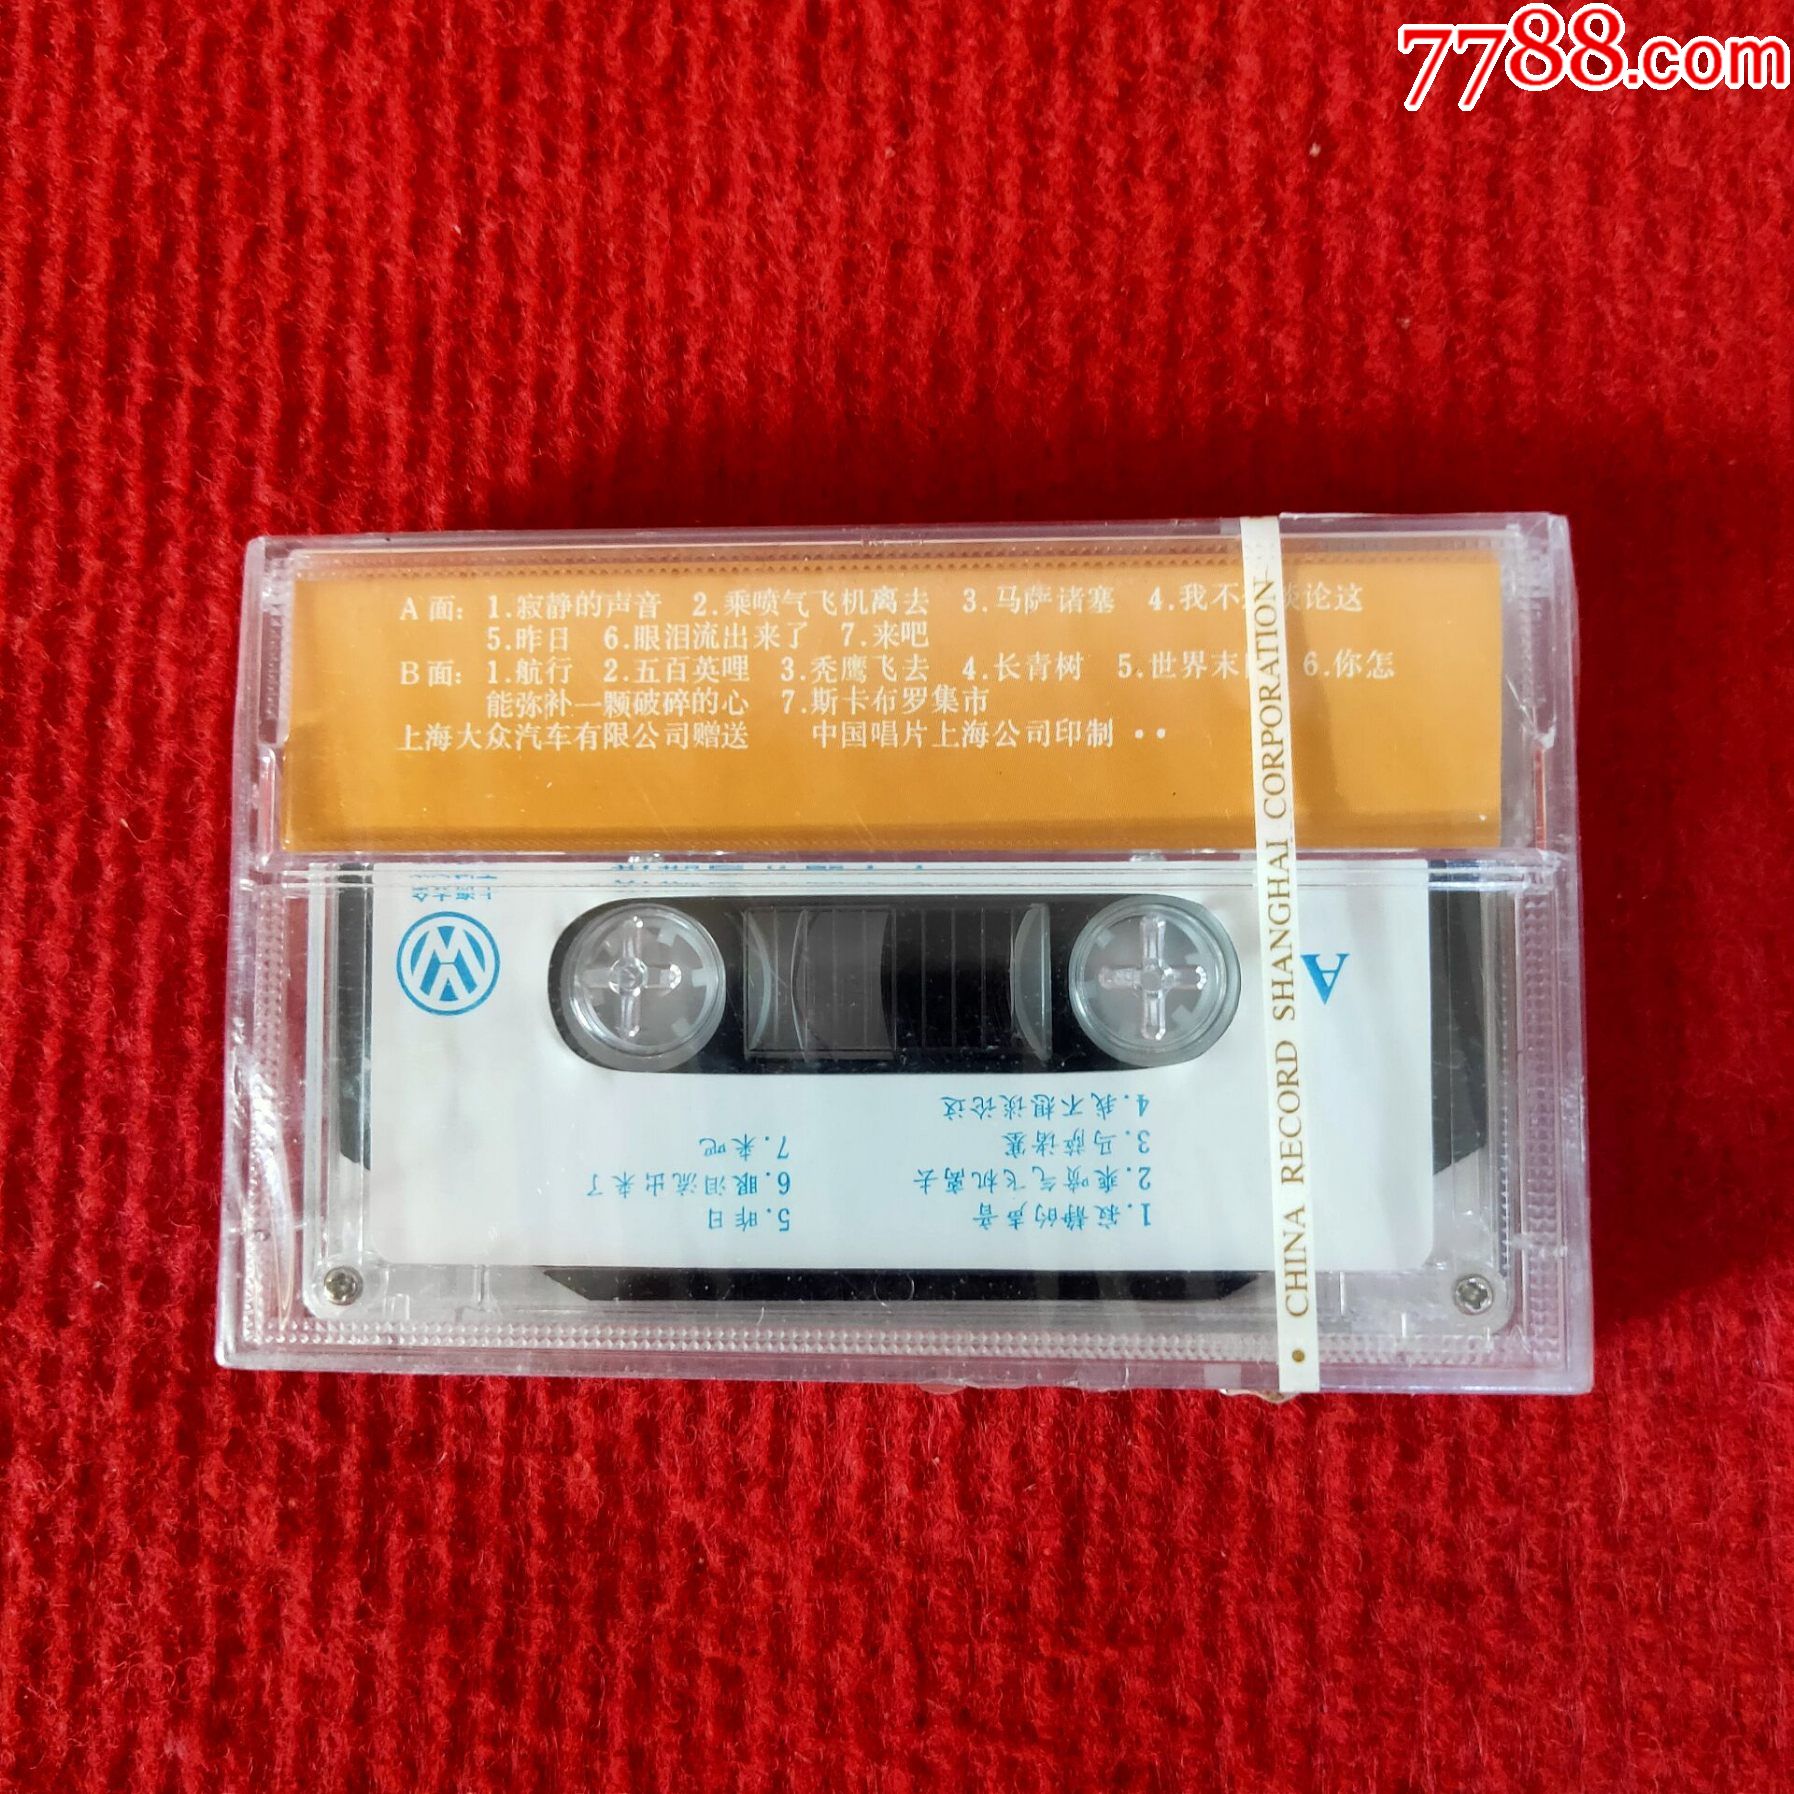 7788.com
A面: 1.寂静的声音 2.乘喷气飞机离去 3.马萨诸塞 4.我不想谈论这
5.昨日 6.眼泪流出来了 7.来吧
B面: 1.航行 2.五百英哩 3.秃鹰飞去 4.长青树 5.世界末日 6.你怎
能弥补一颗破碎的心 7.斯卡布罗集市
上海大众汽车有限公司赠送 中国唱片上海公司印制
CHINA RECORD SHANGHAI CORPORATION
上海大众
A
1.寂静的声音
2.乘喷气飞机离去
3.马萨诸塞
4.我不想谈论这
5.昨日
6.眼泪流出来了
7.来吧